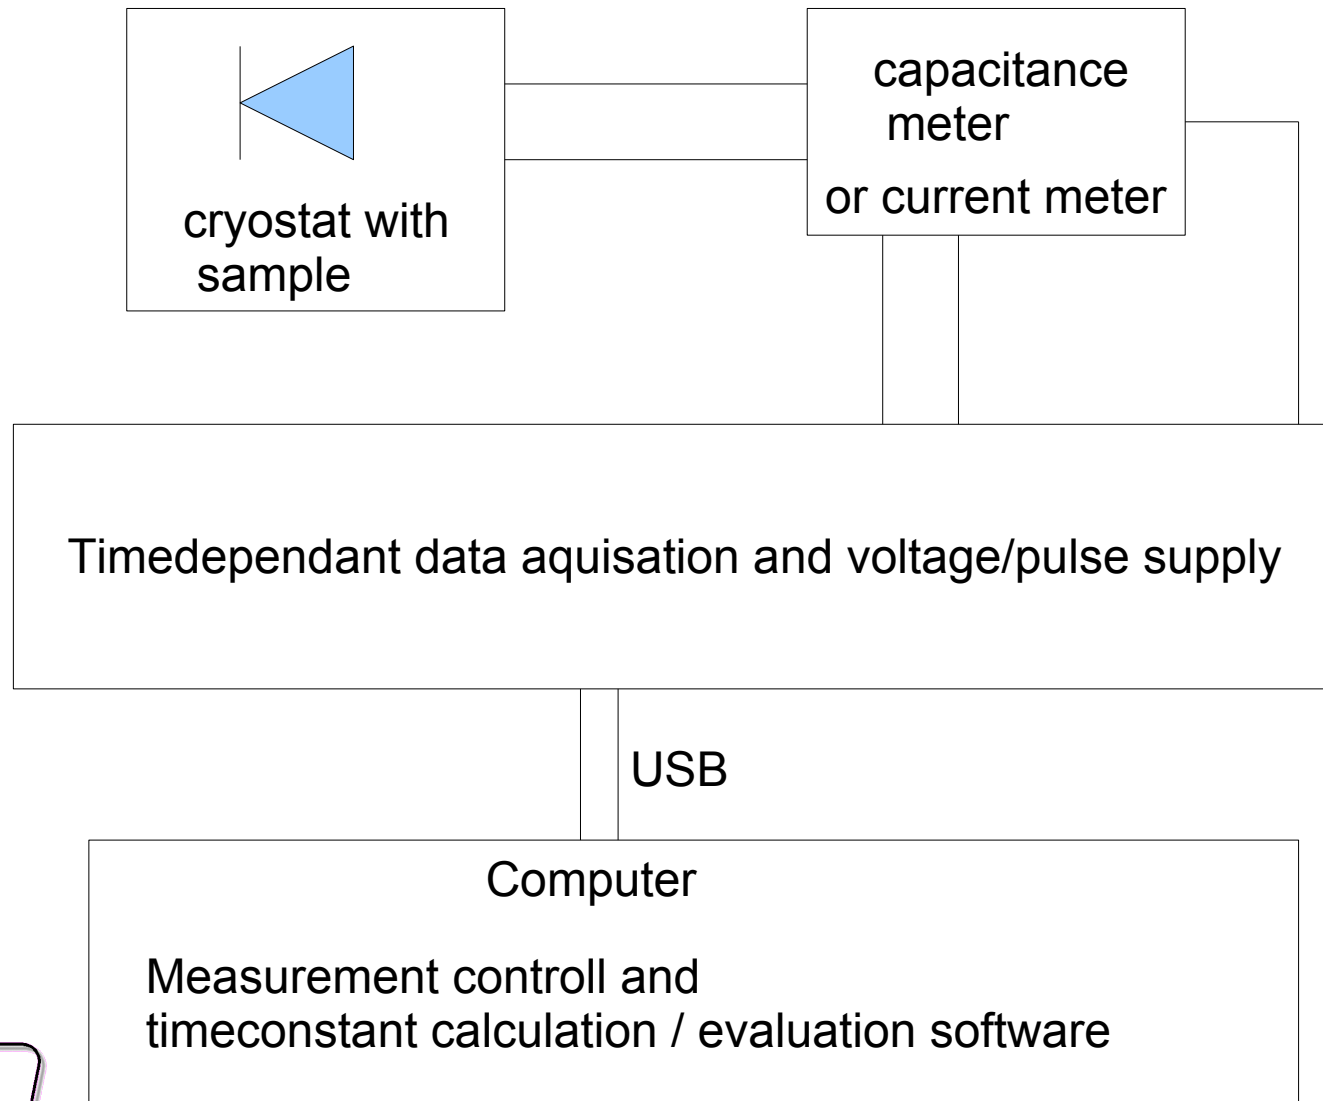 capacitance
meter
or current meter
cryostat with
sample
Timedependant data aquisation and voltage/pulse supply
USB
Computer
Measurement controll and
timeconstant calculation / evaluation software